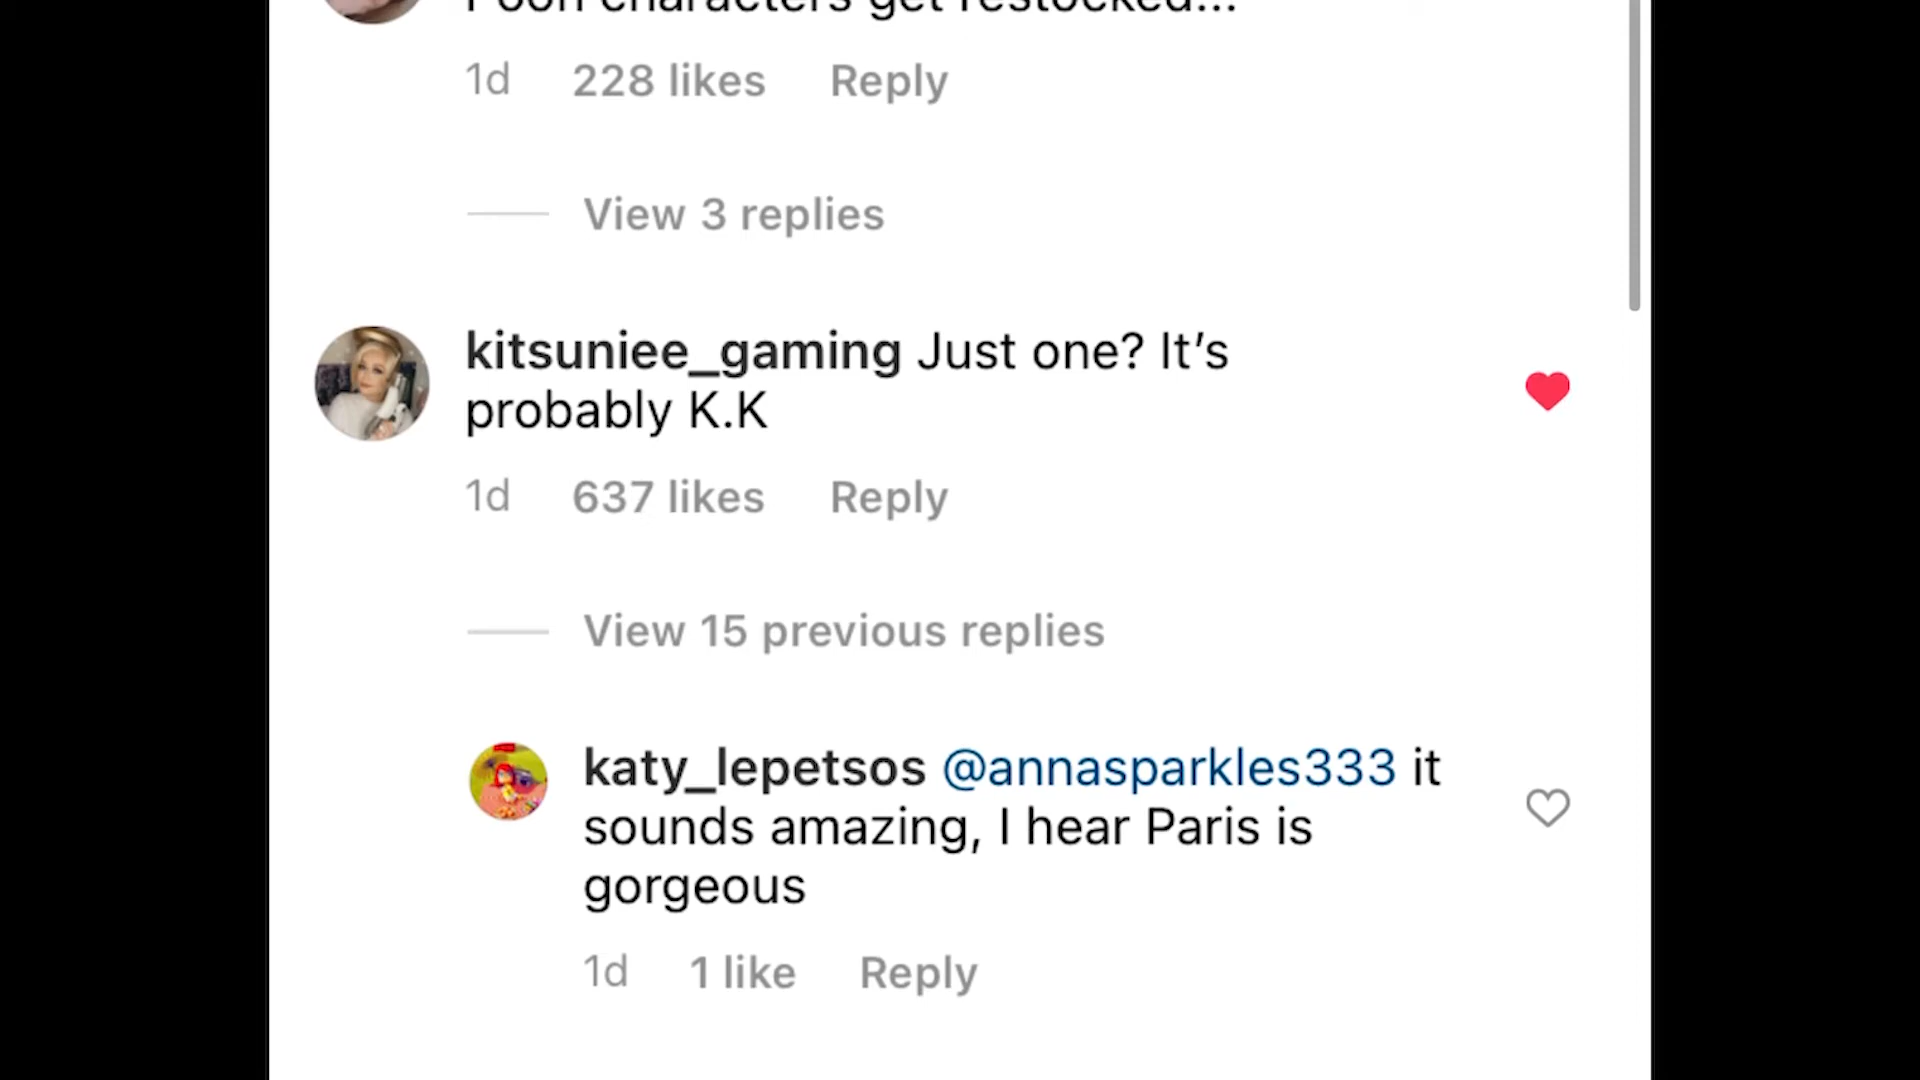 characters get restocked...
1d 228 likes Reply
View 3 replies
kitsuniee_gaming Just one? It’s
probably K.K
1d 637 likes Reply
View 15 previous replies
katy_lepetsos @annasparkles333 it
sounds amazing, I hear Paris is
gorgeous
1d 1 like Reply